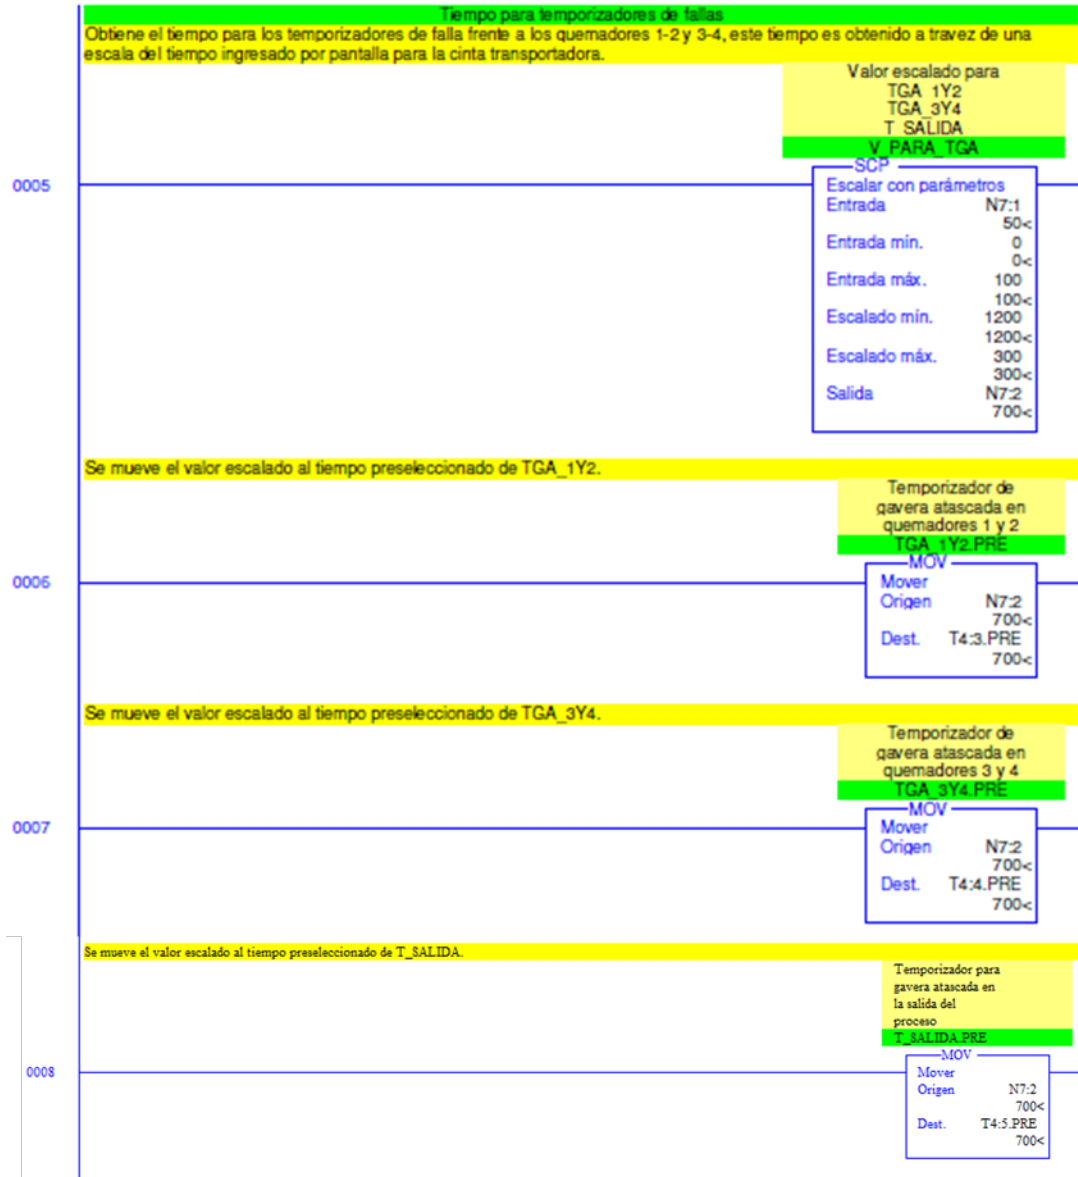 Tiempo para temporizadores de fallas
Obtiene el tiempo para los temporizadores de falla frente a los quemadores 1-2 y 3-4, este tiempo es obtenido a travez de una
escala del tiempo ingresado por pantalla para la cinta transportadora.
Valor escalado para
TGA_1Y2
TGA_3Y4
T_SALIDA
V_PARA_TGA
SCP
0005
Escalar con parámetros
Entrada N7:1
50<
Entrada mín. 0
0<
Entrada máx. 100
100<
Escalado mín. 1200
1200<
Escalado máx. 300
300<
Salida N7:2
700<
Se mueve el valor escalado al tiempo preseleccionado de TGA_1Y2.
Temporizador de
gavera atascada en
quemadores 1 y 2
TGA_1Y2.PRE
MOV
0006
Mover
Origen N7:2
700<
Dest. T4:3.PRE
700<
Se mueve el valor escalado al tiempo preseleccionado de TGA_3Y4.
Temporizador de
gavera atascada en
quemadores 3 y 4
TGA_3Y4.PRE
MOV
0007
Mover
Origen N7:2
700<
Dest. T4:4.PRE
700<
Se mueve el valor escalado al tiempo preseleccionado de T_SALIDA.
Temporizador para
gavera atascada en
la salida del
proceso
T_SALIDA.PRE
MOV
0008
Mover
Origen N7:2
700<
Dest. T4:5.PRE
700<